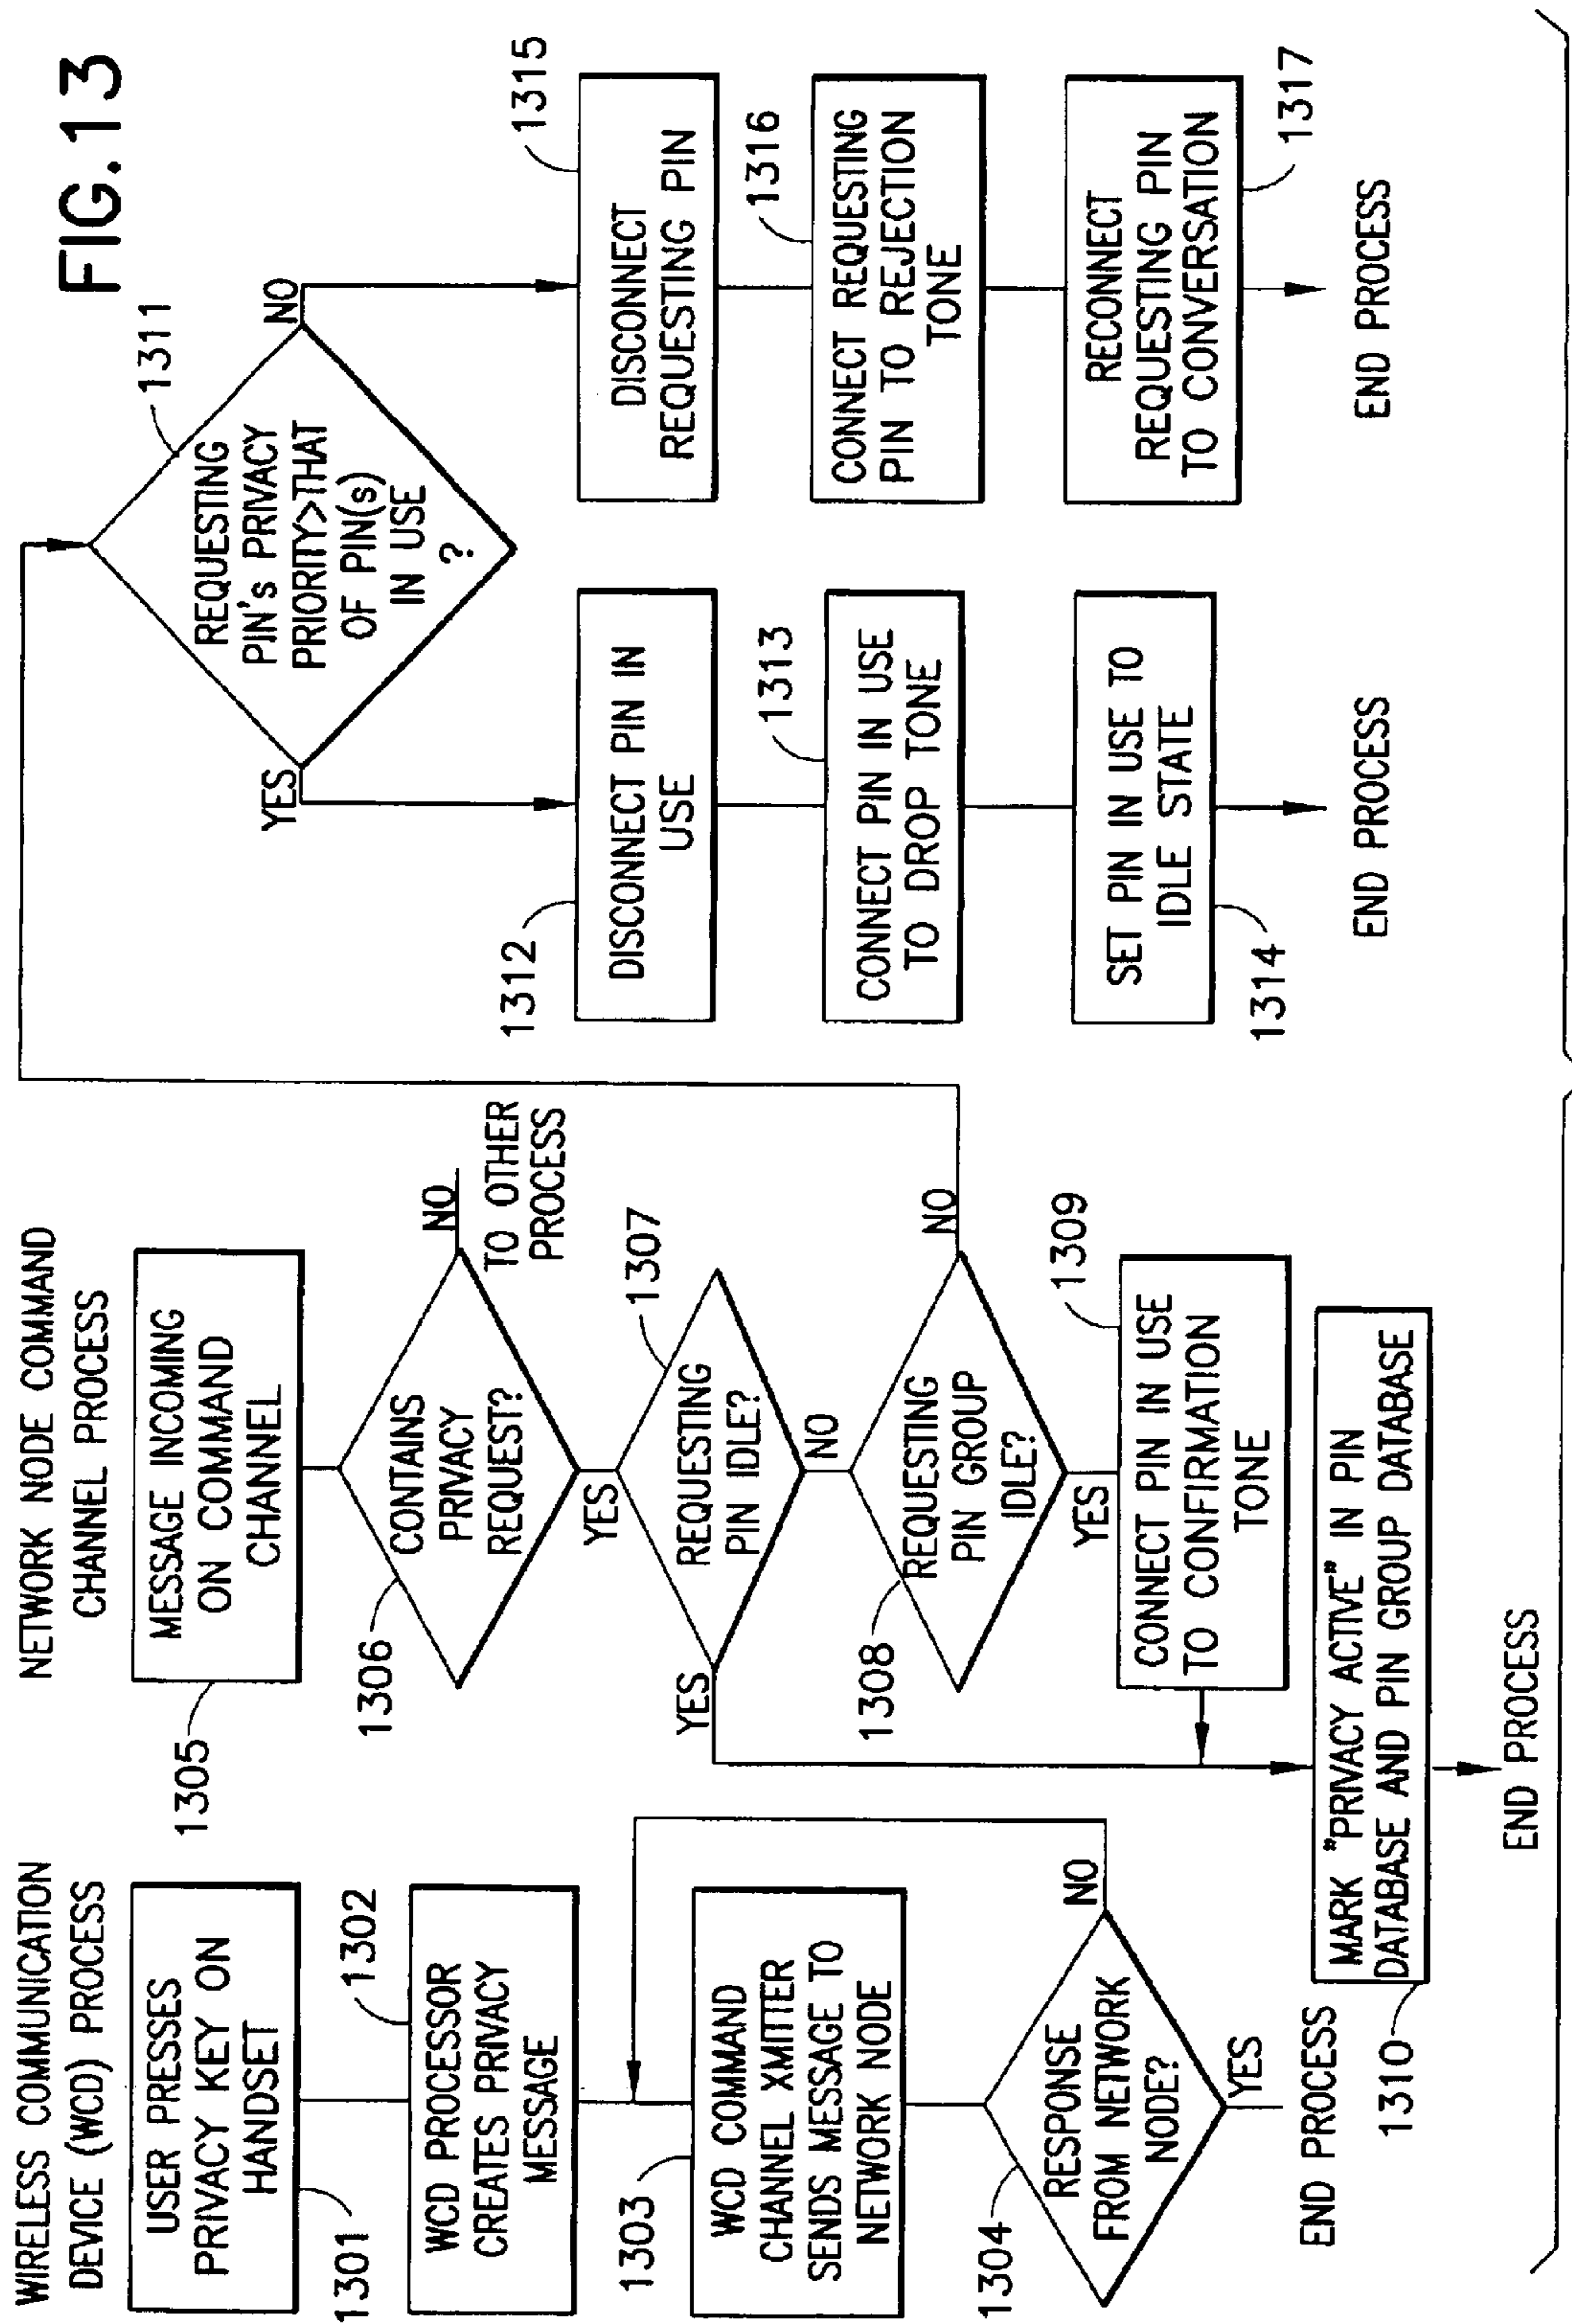 FIG.13
WIRELESS COMMUNICATION
DEVICE (WCD) PROCESS
USER PRESSES
PRIVACY KEY ON
HANDSET
1301
WCD PROCESSOR
CREATES PRIVACY
MESSAGE
1302
WCD COMMAND
CHANNEL XMITTER
SENDS MESSAGE TO
NETWORK NODE
1303
RESPONSE
FROM NETWORK
NODE?
1304
NO
YES
END PROCESS
NETWORK NODE COMMAND
CHANNEL PROCESS
MESSAGE INCOMING
ON COMMAND
CHANNEL
1305
CONTAINS
PRIVACY
REQUEST?
1306
NO
TO OTHER
PROCESS
YES
REQUESTING
PIN IDLE?
1307
YES
NO
REQUESTING
PIN GROUP
IDLE?
1308
NO
YES
CONNECT PIN IN USE
TO CONFIRMATION
TONE
1309
MARK "PRIVACY ACTIVE" IN PIN
DATABASE AND PIN GROUP DATABASE
1310
END PROCESS
REQUESTING
PIN's PRIVACY
PRIORITY>THAT
OF PIN(s)
IN USE
?
1311
YES
NO
DISCONNECT PIN IN
USE
1312
CONNECT PIN IN USE
TO DROP TONE
1313
SET PIN IN USE TO
IDLE STATE
1314
END PROCESS
DISCONNECT
REQUESTING PIN
1315
CONNECT REQUESTING
PIN TO REJECTION
TONE
1316
RECONNECT
REQUESTING PIN
TO CONVERSATION
1317
END PROCESS